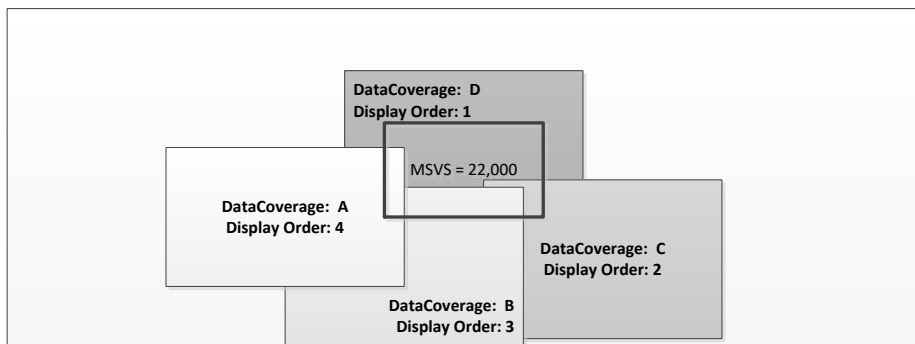 DataCoverage:  D
Display Order: 1
MSVS = 22,000
DataCoverage:  A
Display Order: 4
DataCoverage:  C
Display Order: 2
DataCoverage:  B
Display Order: 3